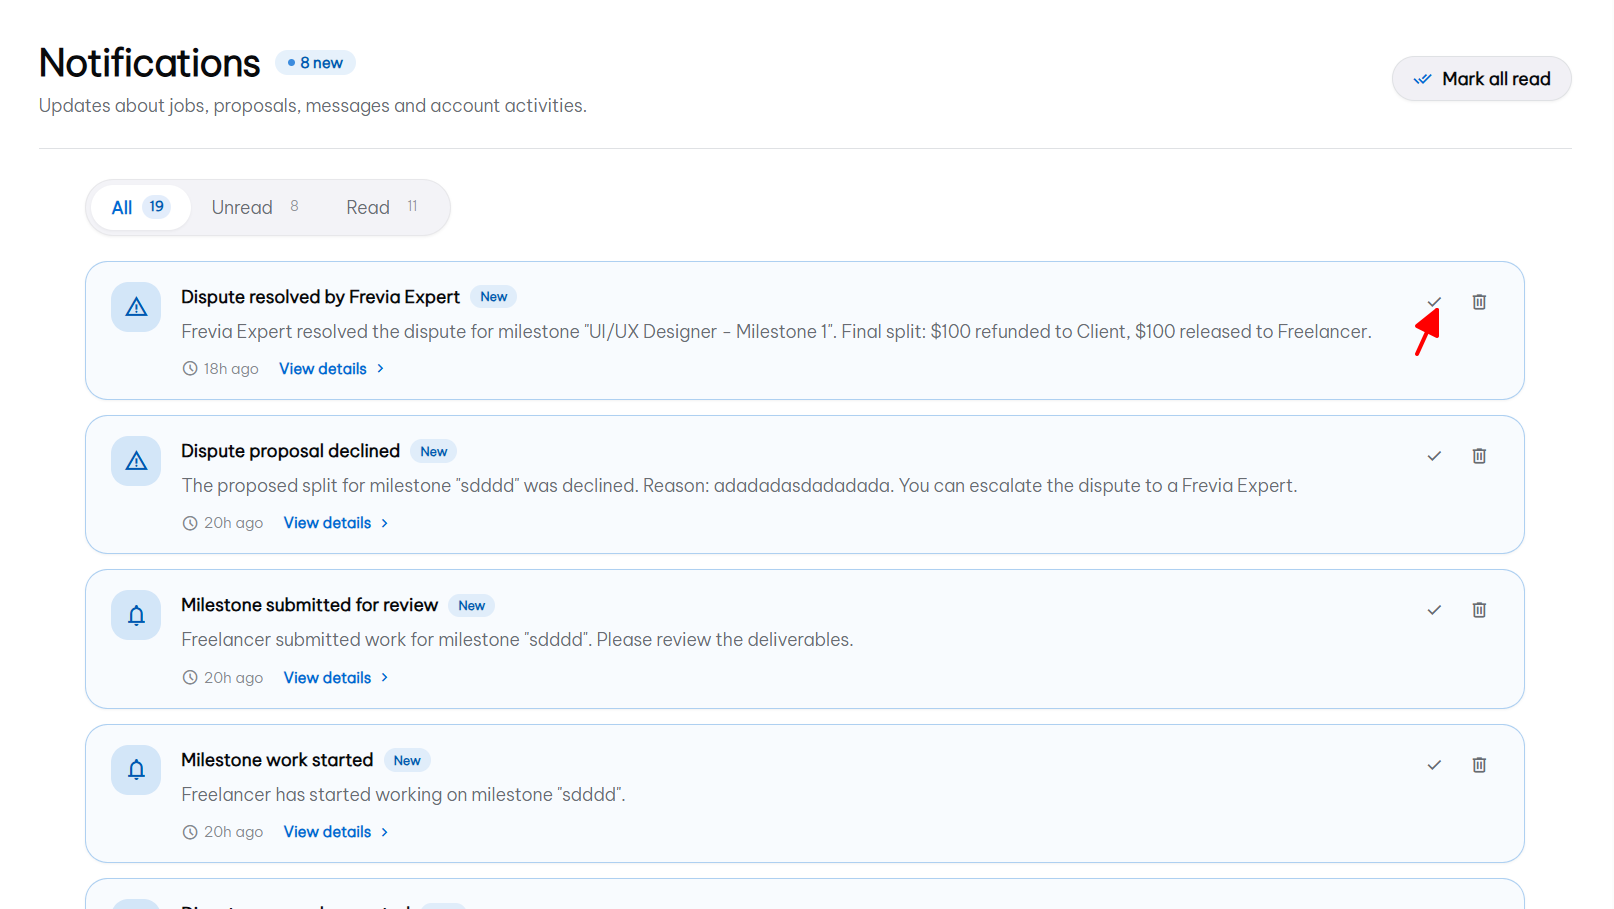 Notifications
8 new
Mark all read
Updates about jobs, proposals, messages and account activities.
All 19 Unread 8 Read 11
Dispute resolved by Frevia Expert New
Frevia Expert resolved the dispute for milestone "UI/UX Designer - Milestone 1". Final split: $100 refunded to Client, $100 released to Freelancer.
18h ago View details
Dispute proposal declined New
The proposed split for milestone "sdddd" was declined. Reason: adadadasdadadada. You can escalate the dispute to a Frevia Expert.
20h ago View details
Milestone submitted for review New
Freelancer submitted work for milestone "sdddd". Please review the deliverables.
20h ago View details
Milestone work started New
Freelancer has started working on milestone "sdddd".
20h ago View details